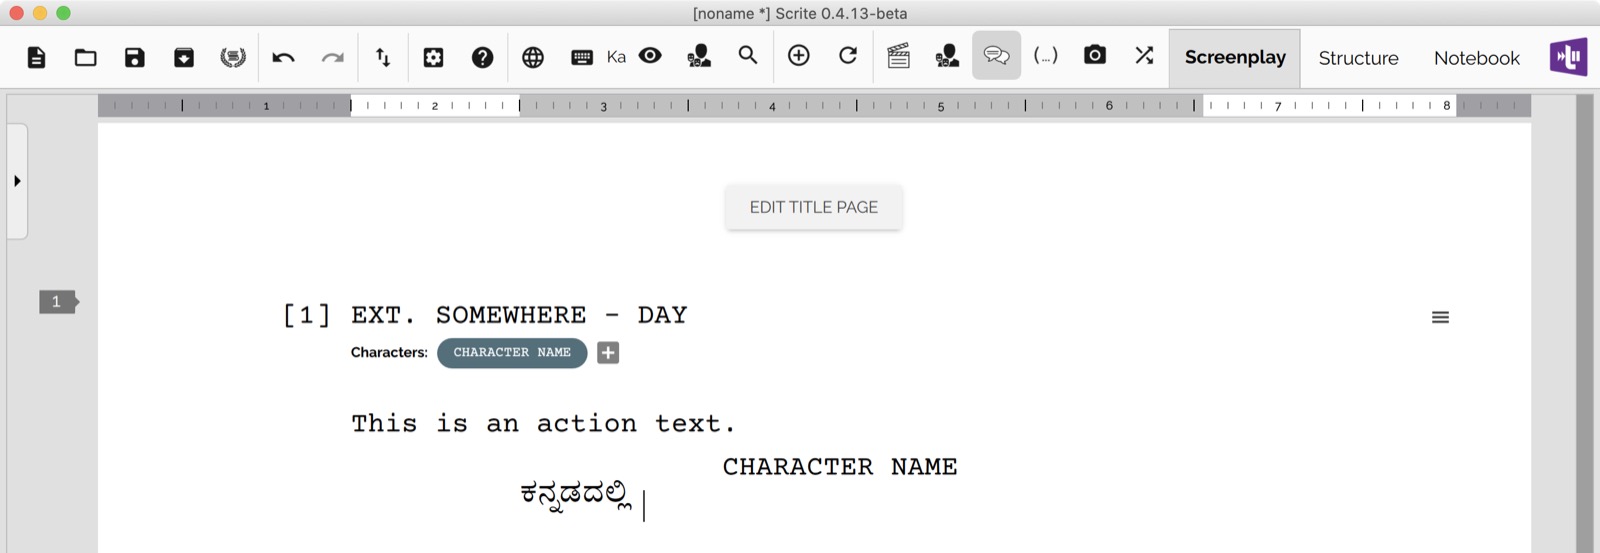 [noname *] Scrite 0.4.13-beta
Ka
(...)
Screenplay
Structure
Notebook
1 2 3 4 5 6 7 8
EDIT TITLE PAGE
1
[1] EXT. SOMEWHERE - DAY
Characters: CHARACTER NAME
This is an action text.
CHARACTER NAME
ಕನ್ನಡದಲ್ಲಿ